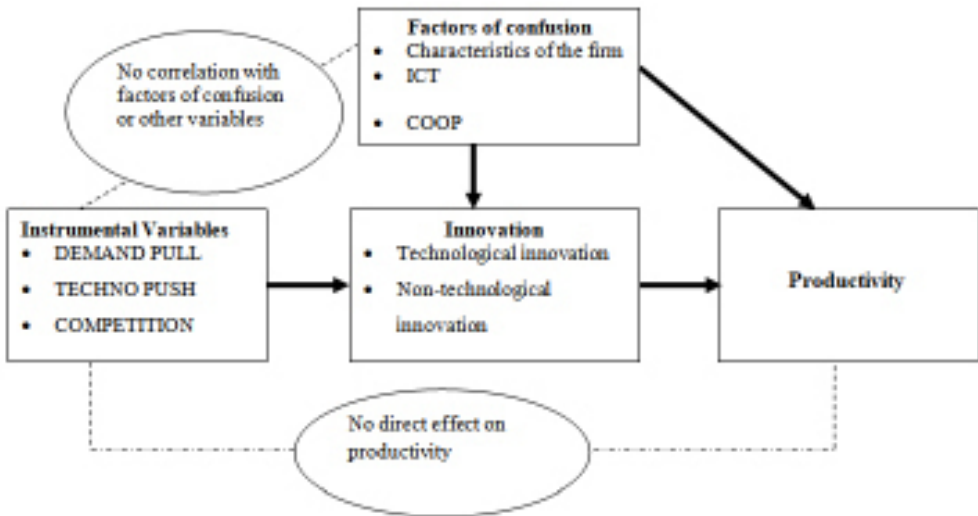 Factors of confusion
• Characteristics of the firm
• ICT
• COOP
No correlation with
factors of confusion
or other variables
Instrumental Variables
• DEMAND PULL
• TECHNO PUSH
• COMPETITION
Innovation
• Technological innovation
• Non-technological
innovation
Productivity
No direct effect on
productivity